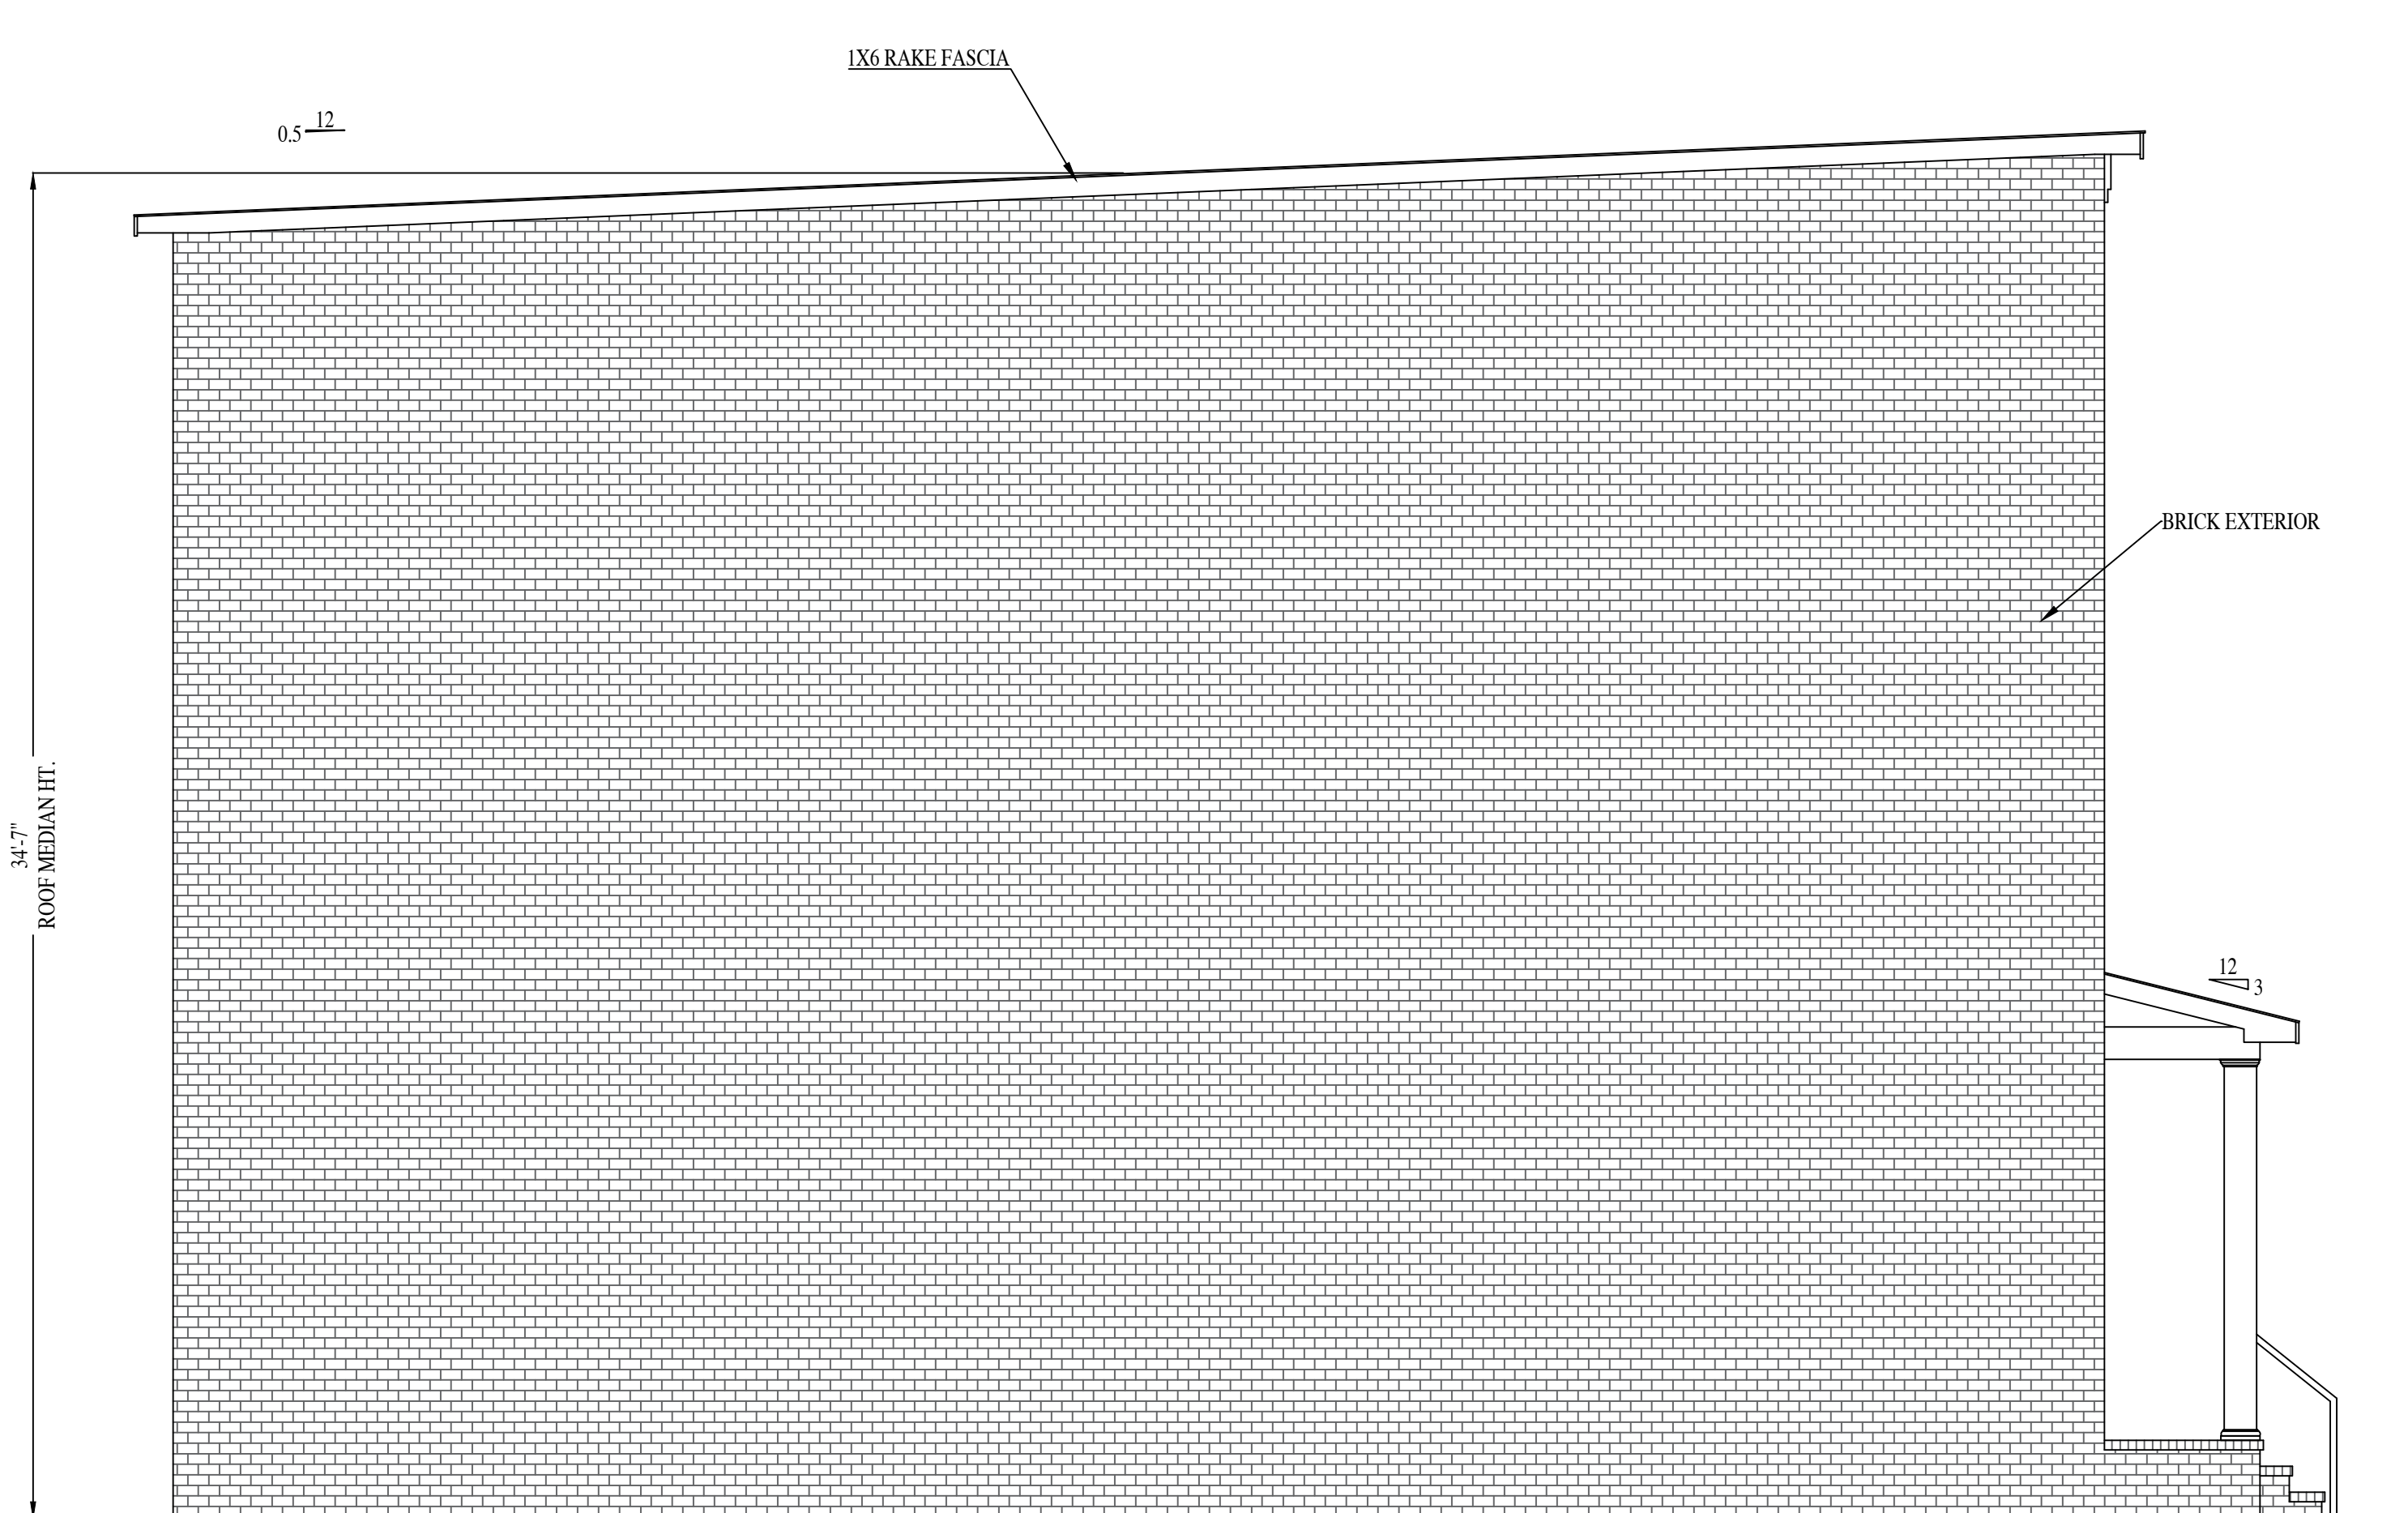 1X6 RAKE FASCIA
12
0.5
BRICK EXTERIOR
34'-7"
ROOF MEDIAN HT.
12
3